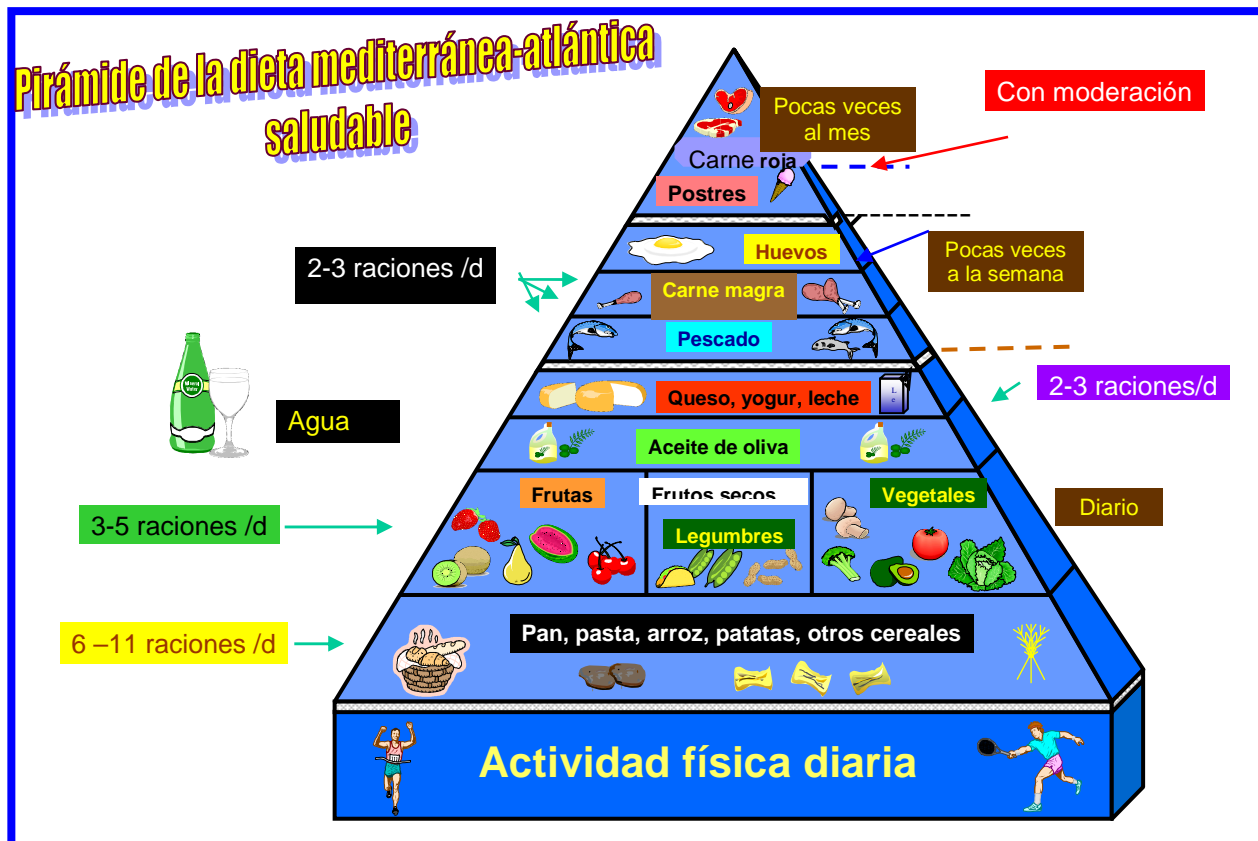 Pirámide de la dieta mediterránea-atlántica
saludable
Con moderación
Pocas veces
al mes
Carne roja
Postres
2-3 raciones /d
Huevos
Pocas veces
a la semana
Carne magra
Pescado
2-3 raciones/d
Queso, yogur, leche
Le
Agua
Aceite de oliva
Frutas
Frutos secos
Vegetales
Legumbres
3-5 raciones /d
Diario
6 –11 raciones /d
Pan, pasta, arroz, patatas, otros cereales
Actividad física diaria